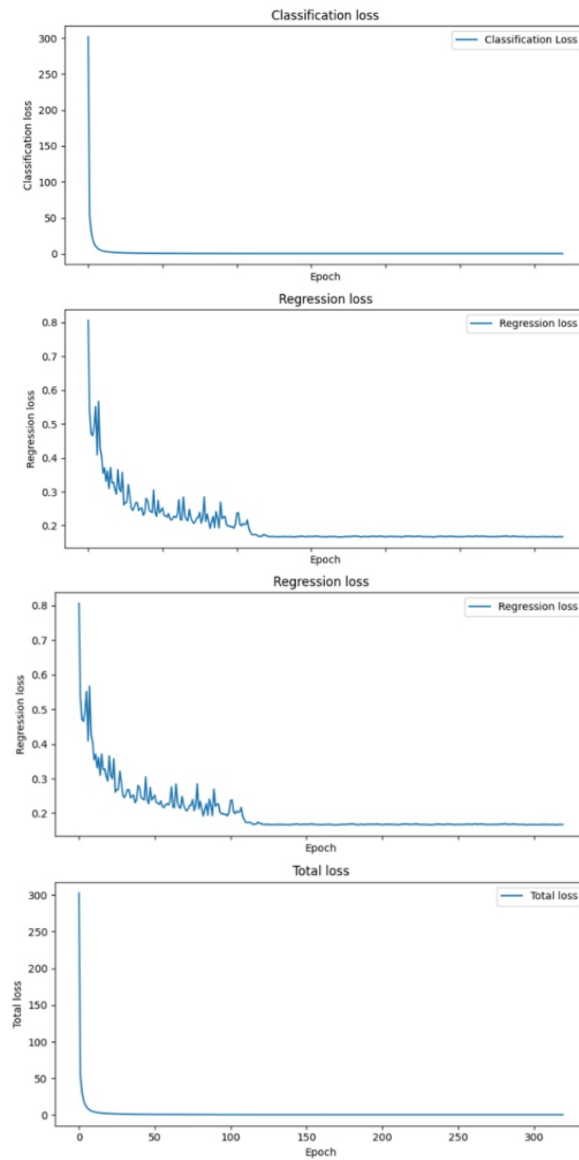 Classification loss
Classification Loss
300
250
200
150
100
50
0
Classification loss
Epoch
Regression loss
Regression loss
0.8
0.7
0.6
0.5
0.4
0.3
0.2
Regression loss
Epoch
Regression loss
Regression loss
0.8
0.7
0.6
0.5
0.4
0.3
0.2
Regression loss
Epoch
Total loss
Total loss
300
250
200
150
100
50
0
Total loss
0 50 100 150 200 250 300
Epoch